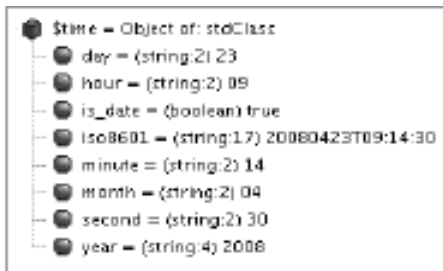 $time = Object of: stdClass
day = (string:2) 23
hour = (string:2) 09
is_date = (boolean) true
iso8601 = (string:17) 20080423T09:14:30
minute = (string:2) 14
month = (string:2) 04
second = (string:2) 30
year = (string:4) 2008